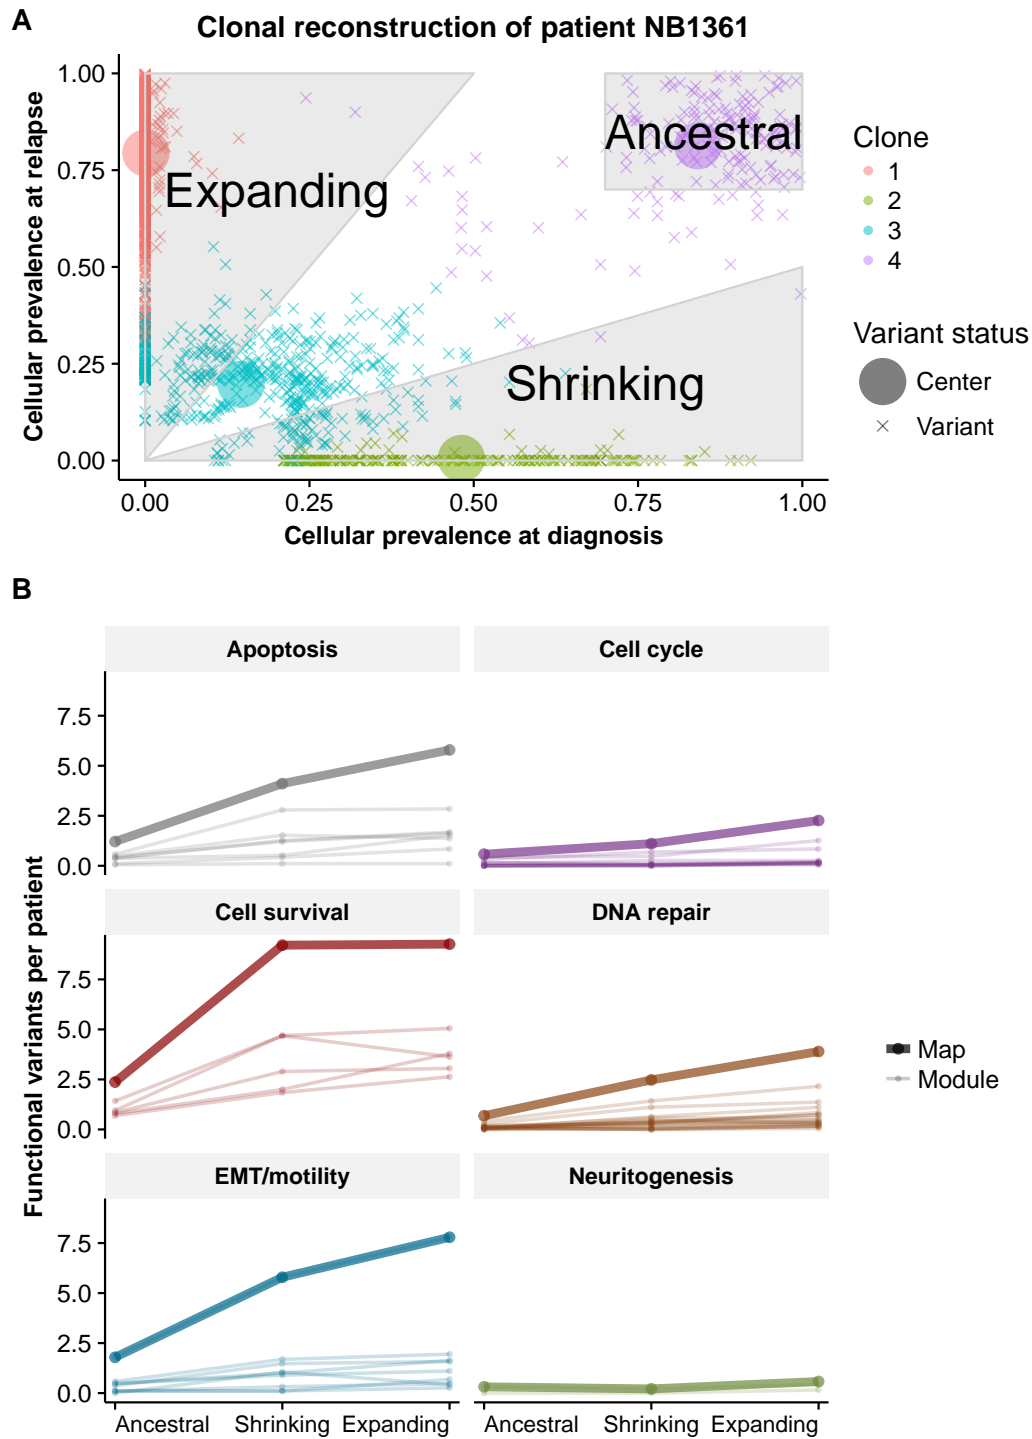 A
Clonal reconstruction of patient NB1361
Cellular prevalence at relapse
1.00
0.75
0.50
0.25
0.00
Expanding
Ancestral
Shrinking
0.00 0.25 0.50 0.75 1.00
Cellular prevalence at diagnosis
Clone
1
2
3
4
Variant status
Center
Variant
B
Functional variants per patient
Apoptosis Cell cycle
7.5
5.0
2.5
0.0
Cell survival DNA repair
7.5
5.0
2.5
0.0
EMT/motility Neuritogenesis
7.5
5.0
2.5
0.0
Ancestral Shrinking Expanding Ancestral Shrinking Expanding
Map
Module